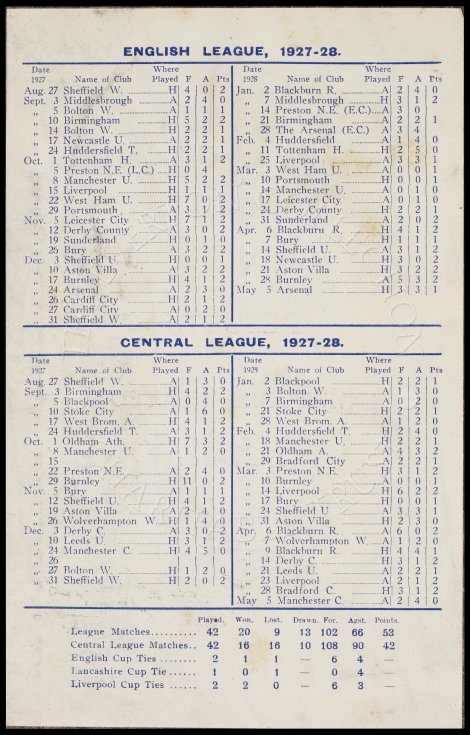 ENGLISH LEAGUE, 1927-28.
Date Where
1927 Name of Club Played F A Pts
Aug. 27 Sheffield W. ........ H 4 0 2
Sept. 3 Middlesbrough ........ A 2 4 0
„ 5 Bolton W. ........ A 1 1 1
„ 10 Birmingham ........ H 5 2 2
„ 14 Bolton W. ........ H 2 2 1
„ 17 Newcastle U. ........ A 2 2 1
„ 24 Huddersfield T. ........ H 2 2 1
Oct. 1 Tottenham H. ........ A 3 1 2
„ 5 Preston N.E. (L.C.) .... H 0 4
„ 8 Manchester U. ........ H 5 2 2
„ 15 Liverpool ........ H 1 1 1
„ 22 West Ham U. ........ H 7 0 2
„ 29 Portsmouth ........ A 3 1 2
Nov. 5 Leicester City ........ H 7 1 2
„ 12 Derby County ........ A 3 0 2
„ 19 Sunderland ........ H 0 1 0
„ 26 Bury ........ A 3 2 2
Dec. 3 Sheffield U. ........ H 0 0 1
„ 10 Aston Villa ........ A 3 2 2
„ 17 Burnley ........ H 4 1 2
„ 24 Arsenal ........ A 2 3 0
„ 26 Cardiff City ........ H 2 1 2
„ 27 Cardiff City ........ A 0 2 0
„ 31 Sheffield W. ........ A 2 1 2
Date Where
1928 Name of Club Played F A Pts
Jan. 2 Blackburn R. ........ A 2 4 0
„ 7 Middlesbrough ........ H 3 1 2
„ 14 Preston N.E. (E.C.) .... A 3 0
„ 21 Birmingham ........ A 2 2 1
„ 28 The Arsenal (E.C.) .... A 3 4
Feb. 4 Huddersfield ........ A 1 4 0
„ 11 Tottenham H. ........ H 2 5 0
„ 25 Liverpool ........ A 3 3 1
Mar. 3 West Ham U. ........ A 0 0 1
„ 10 Portsmouth ........ H 0 0 1
„ 14 Manchester U. ........ A 0 1 0
„ 17 Leicester City ........ A 0 1 0
„ 24 Derby County ........ H 2 2 1
„ 31 Sunderland ........ A 2 0 2
Apr. 6 Blackburn R. ........ H 4 1 2
„ 7 Bury ........ H 1 1 1
„ 14 Sheffield U. ........ A 3 1 2
„ 18 Newcastle U. ........ H 3 0 2
„ 21 Aston Villa ........ H 3 2 2
„ 28 Burnley ........ A 5 3 2
May 5 Arsenal ........ H 3 3 1
CENTRAL LEAGUE, 1927-28.
Date Where
1927 Name of Club Played F A Pts
Aug. 27 Sheffield W. ........ A 1 3 0
Sept. 3 Birmingham ........ H 4 2 2
„ 5 Blackpool ........ A 0 4 0
„ 10 Stoke City ........ A 1 6 0
„ 17 West Brom. A. ........ H 4 1 2
„ 24 Huddersfield T. ........ A 3 1 2
Oct. 1 Oldham Ath. ........ H 7 3 2
„ 8 Manchester U. ........ A 1 2 0
„ 15
„ 22 Preston N.E. ........ A 2 4 0
„ 29 Burnley ........ H 11 0 2
Nov. 5 Bury ........ A 1 1 1
„ 12 Sheffield U. ........ H 4 1 2
„ 19 Aston Villa ........ A 2 4 0
„ 26 Wolverhampton W. .. H 1 4 0
Dec. 3 Derby C. ........ A 3 0 2
„ 10 Leeds U. ........ H 3 1 2
„ 24 Manchester C. ........ H 4 5 0
„ 26
„ 27 Bolton W. ........ H 1 2 0
„ 31 Sheffield W. ........ H 2 0 2
Date Where
1928 Name of Club Played F A Pts
Jan. 2 Blackpool ........ H 2 2 1
„ 3 Bolton W. ........ A 1 3 0
„ 7 Birmingham ........ A 0 2 0
„ 21 Stoke City ........ H 2 2 1
„ 28 West Brom. A. ........ A 1 2 0
Feb. 4 Huddersfield T. ........ H 2 4 0
„ 18 Manchester U. ........ H 2 2 1
„ 21 Oldham A. ........ A 4 3 2
„ 29 Bradford City ........ A 2 2 1
Mar. 3 Preston N.E. ........ H 3 1 2
„ 10 Burnley ........ A 0 0 1
„ 14 Liverpool ........ H 6 2 2
„ 17 Bury ........ H 0 0 1
„ 24 Sheffield U. ........ A 3 3 1
„ 31 Aston Villa ........ H 2 3 0
Apr. 6 Blackburn R. ........ A 6 0 2
„ 7 Wolverhampton W. .... A 1 2 0
„ 9 Blackburn R. ........ H 4 4 1
„ 14 Derby C. ........ H 3 1 2
„ 21 Leeds U. ........ A 2 2 1
„ 23 Liverpool ........ A 2 1 2
„ 28 Bradford C. ........ H 3 1 2
May 5 Manchester C. ........ A 2 4 0
Played. Won. Lost. Drawn. For. Agst. Points.
League Matches.......... 42 20 9 13 102 66 53
Central League Matches.. 42 16 16 10 108 90 42
English Cup Ties ........ 2 1 1 — 6 4 —
Lancashire Cup Tie ...... 1 0 1 — 0 4 —
Liverpool Cup Ties ...... 2 2 0 — 6 3 —